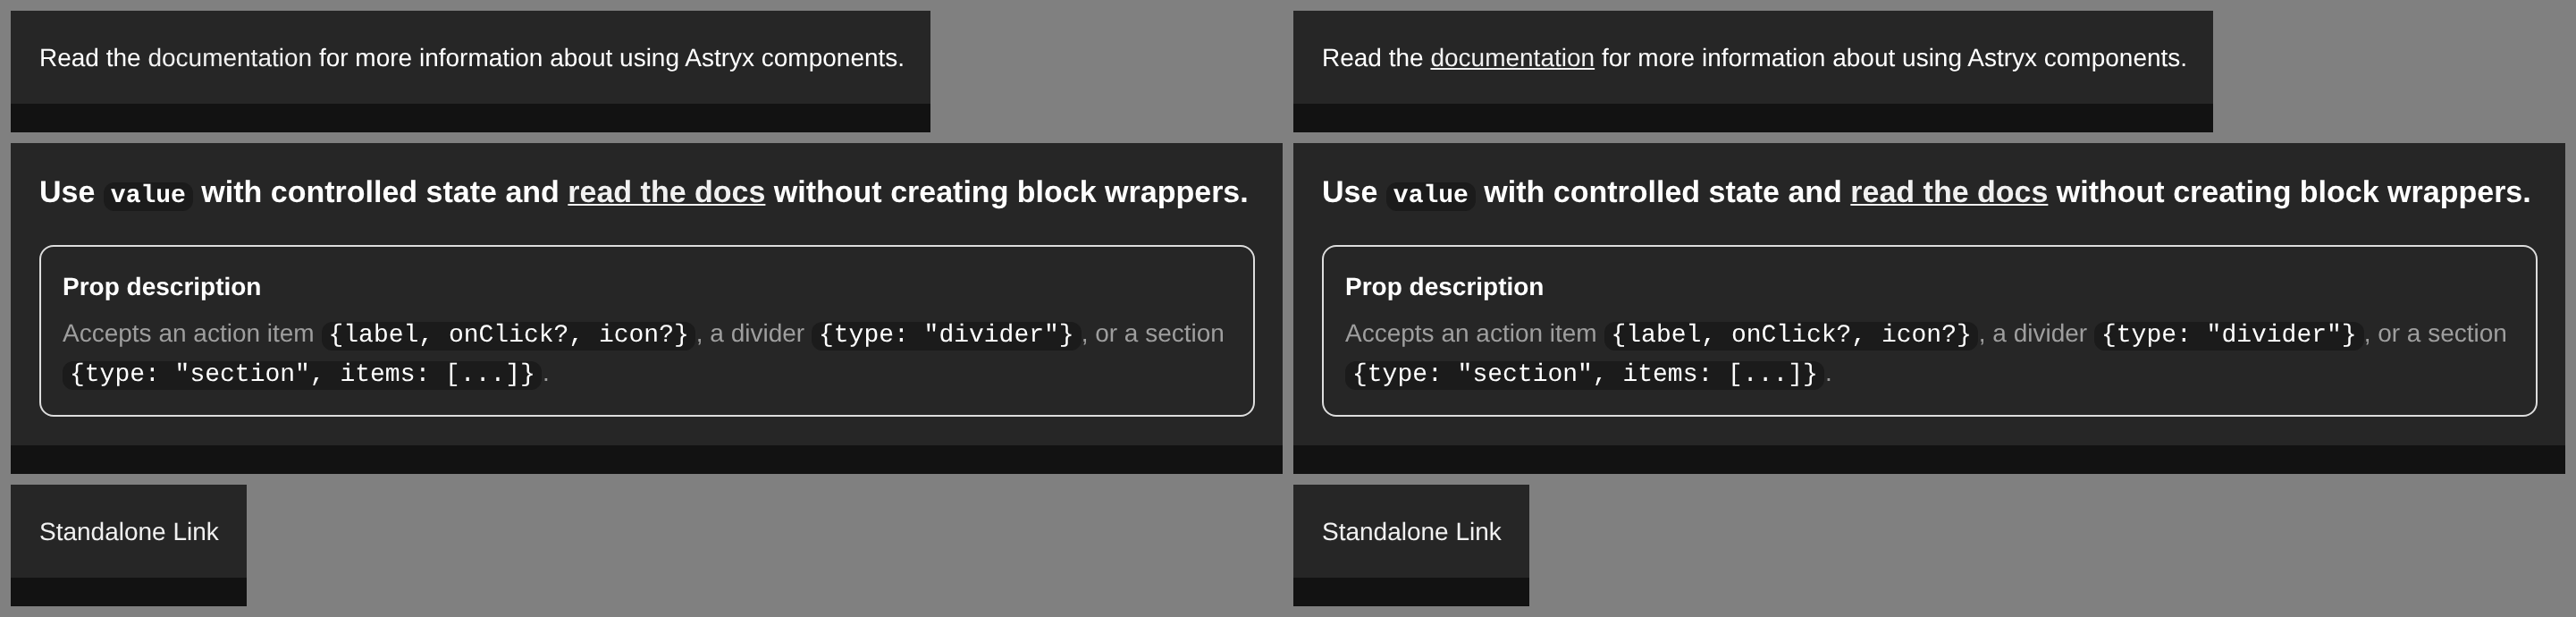 Read the documentation for more information about using Astryx components.
Read the documentation for more information about using Astryx components.
Use value with controlled state and read the docs without creating block wrappers.
Prop description
Accepts an action item {label, onClick?, icon?}, a divider {type: "divider"}, or a section
{type: "section", items: [...]}.
Use value with controlled state and read the docs without creating block wrappers.
Prop description
Accepts an action item {label, onClick?, icon?}, a divider {type: "divider"}, or a section
{type: "section", items: [...]}.
Standalone Link
Standalone Link